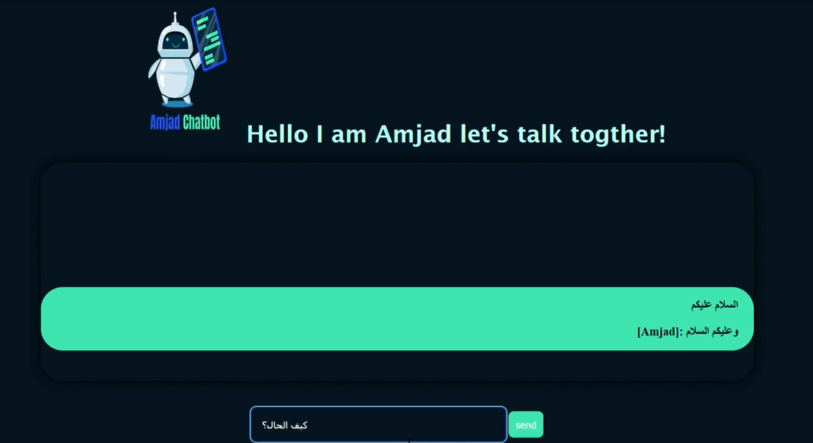 Amjad Chatbot
Hello I am Amjad let's talk togther!
السلام عليكم
وعليكم السلام :[Amjad]
كيف الحال؟
send